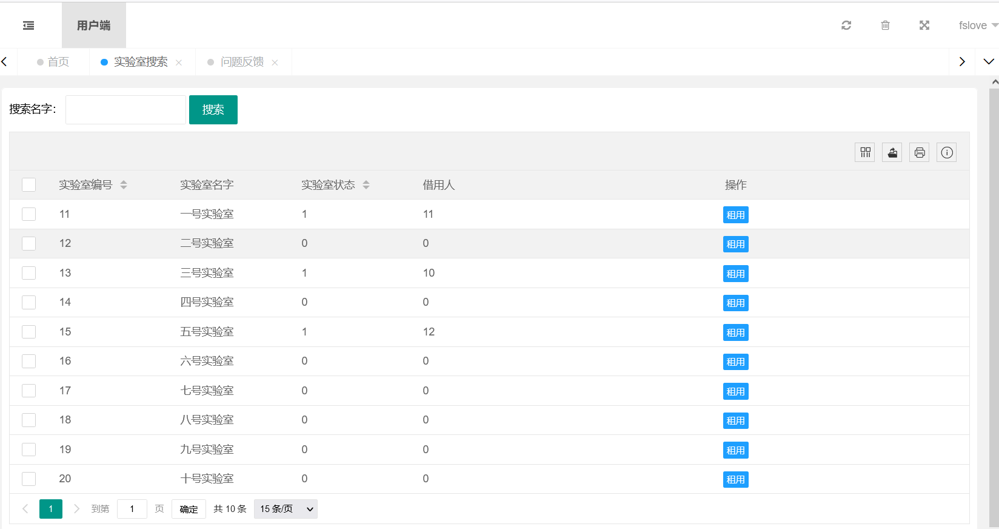 用户端 fslove
首页 实验室搜索 问题反馈
搜索名字： 搜索
实验室编号 实验室名字 实验室状态 借用人 操作
11 一号实验室 1 11 租用
12 二号实验室 0 0 租用
13 三号实验室 1 10 租用
14 四号实验室 0 0 租用
15 五号实验室 1 12 租用
16 六号实验室 0 0 租用
17 七号实验室 0 0 租用
18 八号实验室 0 0 租用
19 九号实验室 0 0 租用
20 十号实验室 0 0 租用
1 到第 1 页 确定 共 10 条 15 条/页